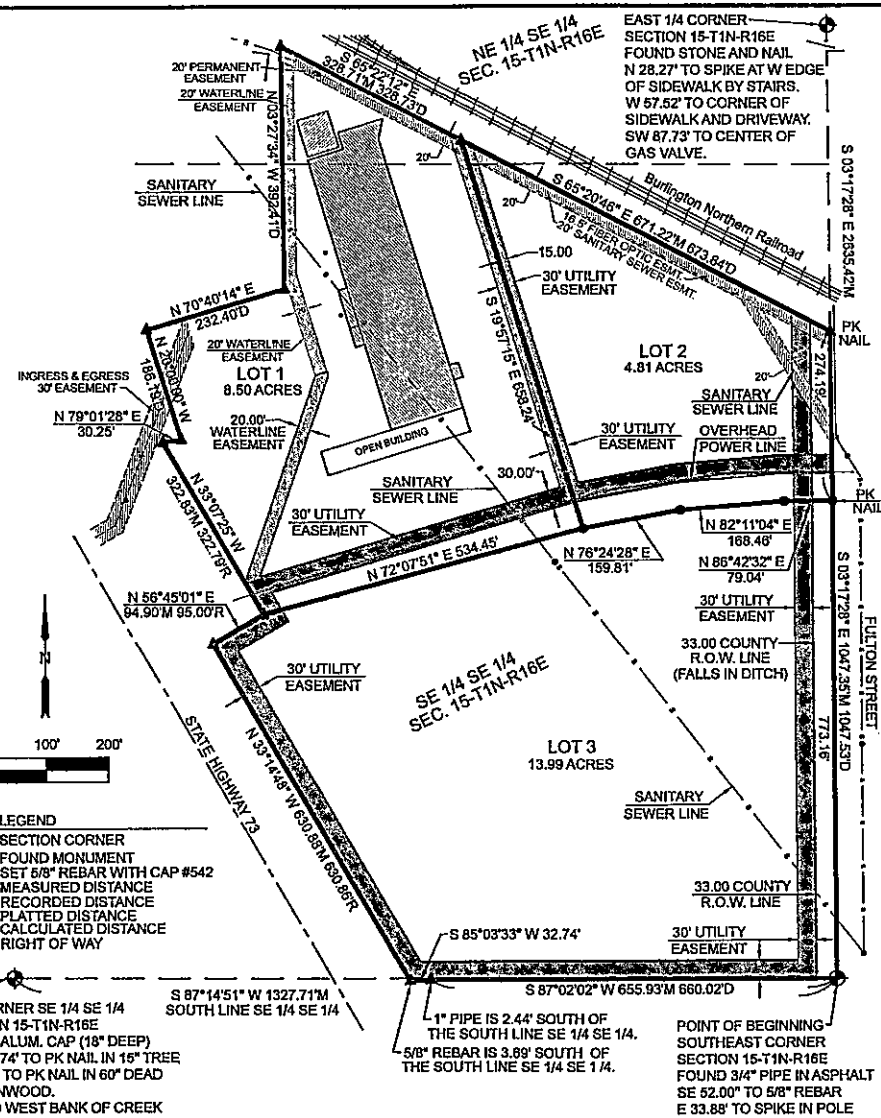 NE 1/4 SE 1/4
SEC. 15-T1N-R16E
EAST 1/4 CORNER
SECTION 15-T1N-R16E
FOUND STONE AND NAIL
N 28.27' TO SPIKE AT W EDGE
OF SIDEWALK BY STAIRS.
W 57.52' TO CORNER OF
SIDEWALK AND DRIVEWAY.
SW 87.73' TO CENTER OF
GAS VALVE.
20' PERMANENT
EASEMENT
20' WATERLINE
EASEMENT
S 65°22'12" E
328.71'M 328.73'D
N 03°27'34" W 392.41'D
SANITARY
SEWER LINE
20'
S 65°20'46" E 671.22'M 673.64'D
20'
16.5' FIBER OPTIC ESMT.
20' SANITARY SEWER ESMT.
Burlington Northern Railroad
S 03°17'28" E 2635.42'M
15.00
30' UTILITY
EASEMENT
N 70°40'14" E
232.40'D
N 20°00'90" W
186.79'D
S 19°57'15" E 658.24'
PK
NAIL
274.19'
20' WATERLINE
EASEMENT
LOT 1
8.50 ACRES
LOT 2
4.81 ACRES
INGRESS & EGRESS
30' EASEMENT
20'
SANITARY
SEWER LINE
N 79°01'28" E
30.25'
20.00'
WATERLINE
EASEMENT
OPEN BUILDING
30' UTILITY
EASEMENT
OVERHEAD
POWER LINE
N 33°07'25" W
322.83'M 322.79'R
SANITARY
SEWER LINE
30.00'
30' UTILITY
EASEMENT
PK
NAIL
N 82°11'04" E
168.46'
N 76°24'28" E
159.81'
N 72°07'51" E 534.45'
N 86°42'32" E
79.04'
N 56°45'01" E
94.90'M 95.00'R
30' UTILITY
EASEMENT
33.00 COUNTY
R.O.W. LINE
(FALLS IN DITCH)
S 03°17'28" E 1047.35'M 1047.53'D
FULTON STREET
N
30' UTILITY
EASEMENT
SE 1/4 SE 1/4
SEC. 15-T1N-R16E
773.16'
100' 200'
STATE HIGHWAY 73
N 33°14'48" W 630.88'M 630.86'R
LOT 3
13.99 ACRES
SANITARY
SEWER LINE
LEGEND
SECTION CORNER
FOUND MONUMENT
SET 5/8" REBAR WITH CAP #542
MEASURED DISTANCE
RECORDED DISTANCE
PLATTED DISTANCE
CALCULATED DISTANCE
RIGHT OF WAY
33.00 COUNTY
R.O.W. LINE
30' UTILITY
EASEMENT
S 85°03'33" W 32.74'
S 87°14'51" W 1327.71'M
SOUTH LINE SE 1/4 SE 1/4
S 87°02'02" W 655.93'M 660.02'D
RNER SE 1/4 SE 1/4
N 15-T1N-R16E
ALUM. CAP (18" DEEP)
74' TO PK NAIL IN 15" TREE
TO PK NAIL IN 60" DEAD
NWOOD.
WEST BANK OF CREEK
1" PIPE IS 2.44' SOUTH OF
THE SOUTH LINE SE 1/4 SE 1/4.
5/8" REBAR IS 3.69' SOUTH OF
THE SOUTH LINE SE 1/4 SE 1/4.
POINT OF BEGINNING
SOUTHEAST CORNER
SECTION 15-T1N-R16E
FOUND 3/4" PIPE IN ASPHALT
SE 52.00" TO 5/8" REBAR
E 33.88' TO SPIKE IN POLE